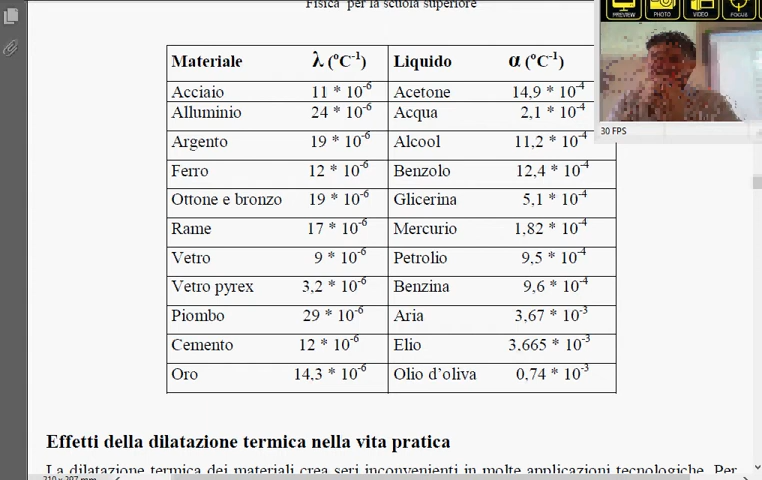 Fisica per la scuola superiore
PREVIEW PHOTO VIDEO FOCUS
30 FPS
Materiale λ (ºC⁻¹) Liquido α (ºC⁻¹)
Acciaio 11 * 10⁻⁶ Acetone 14,9 * 10⁻⁴
Alluminio 24 * 10⁻⁶ Acqua 2,1 * 10⁻⁴
Argento 19 * 10⁻⁶ Alcool 11,2 * 10⁻⁴
Ferro 12 * 10⁻⁶ Benzolo 12,4 * 10⁻⁴
Ottone e bronzo 19 * 10⁻⁶ Glicerina 5,1 * 10⁻⁴
Rame 17 * 10⁻⁶ Mercurio 1,82 * 10⁻⁴
Vetro 9 * 10⁻⁶ Petrolio 9,5 * 10⁻⁴
Vetro pyrex 3,2 * 10⁻⁶ Benzina 9,6 * 10⁻⁴
Piombo 29 * 10⁻⁶ Aria 3,67 * 10⁻³
Cemento 12 * 10⁻⁶ Elio 3,665 * 10⁻³
Oro 14,3 * 10⁻⁶ Olio d’oliva 0,74 * 10⁻³
Effetti della dilatazione termica nella vita pratica
La dilatazione termica dei materiali crea seri inconvenienti in molte applicazioni tecnologiche. Per
210 x 297 mm